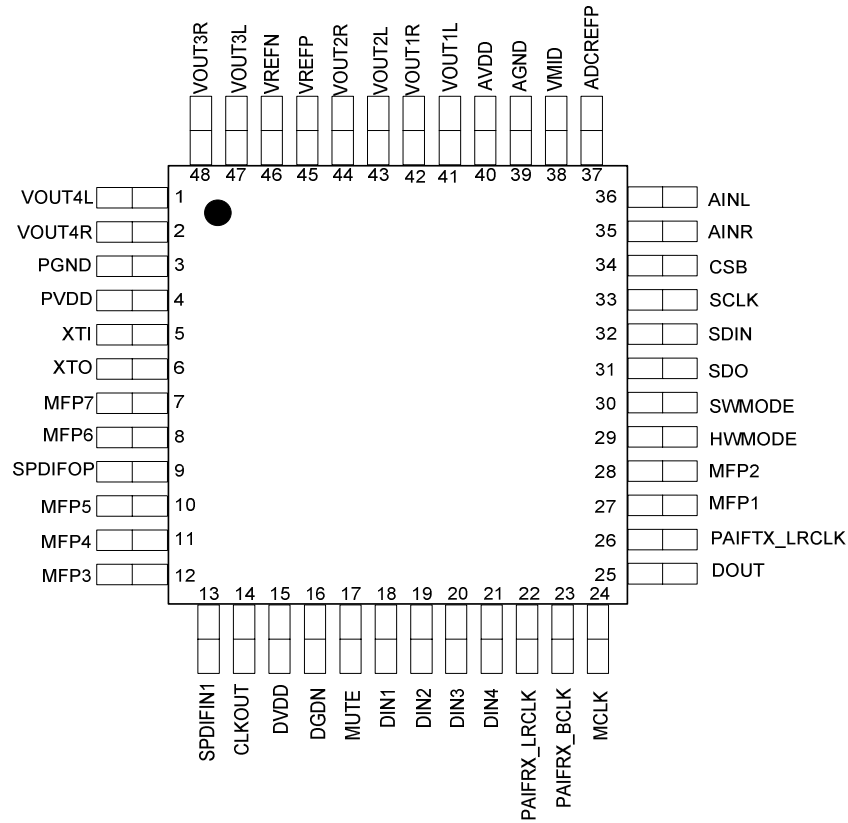 VOUT3R
VOUT3L
VREFN
VREFP
VOUT2R
VOUT2L
VOUT1R
VOUT1L
AVDD
AGND
VMID
ADCREFP
48 47 46 45 44 43 42 41 40 39 38 37
VOUT4L 1 36 AINL
VOUT4R 2 35 AINR
PGND 3 34 CSB
PVDD 4 33 SCLK
XTI 5 32 SDIN
XTO 6 31 SDO
MFP7 7 30 SWMODE
MFP6 8 29 HWMODE
SPDIFOP 9 28 MFP2
MFP5 10 27 MFP1
MFP4 11 26 PAIFTX_LRCLK
MFP3 12 25 DOUT
13 14 15 16 17 18 19 20 21 22 23 24
SPDIFIN1
CLKOUT
DVDD
DGDN
MUTE
DIN1
DIN2
DIN3
DIN4
PAIFRX_LRCLK
PAIFRX_BCLK
MCLK